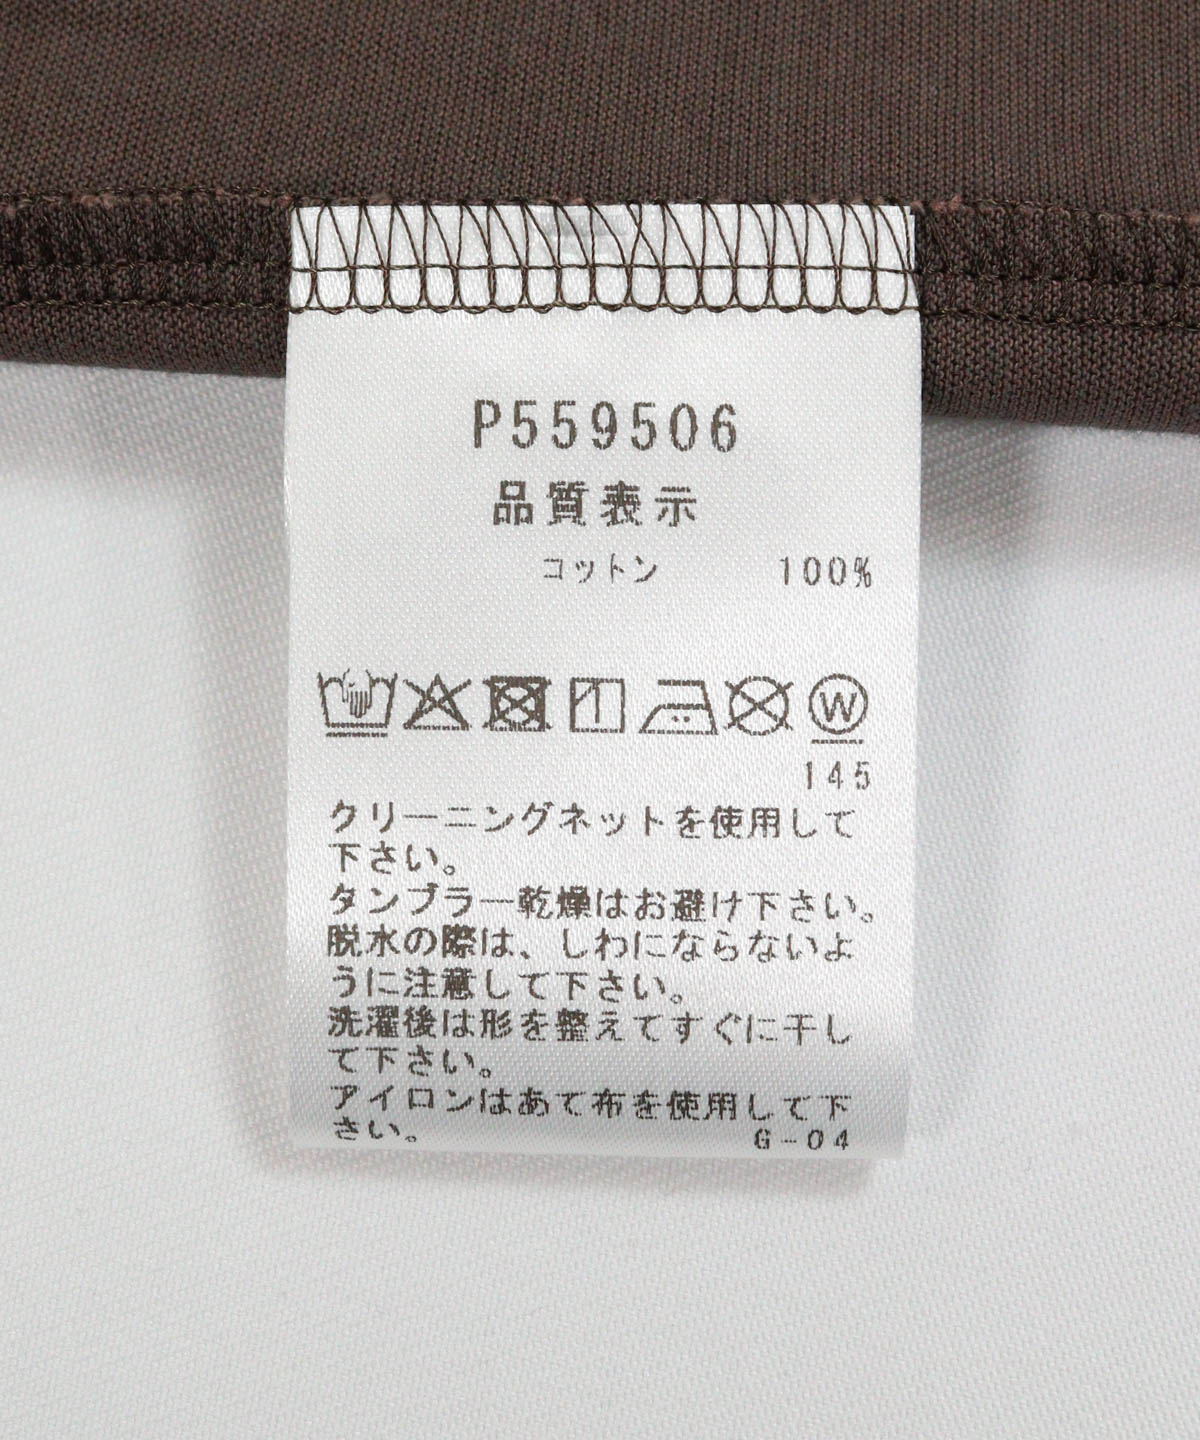 P559506
品質表示
コットン 100%
W
145
クリーニングネットを使用して
下さい。
タンブラー乾燥はお避け下さい。
脱水の際は、しわにならないよ
うに注意して下さい。
洗濯後は形を整えてすぐに干し
て下さい。
アイロンはあて布を使用して下
さい。 G-04